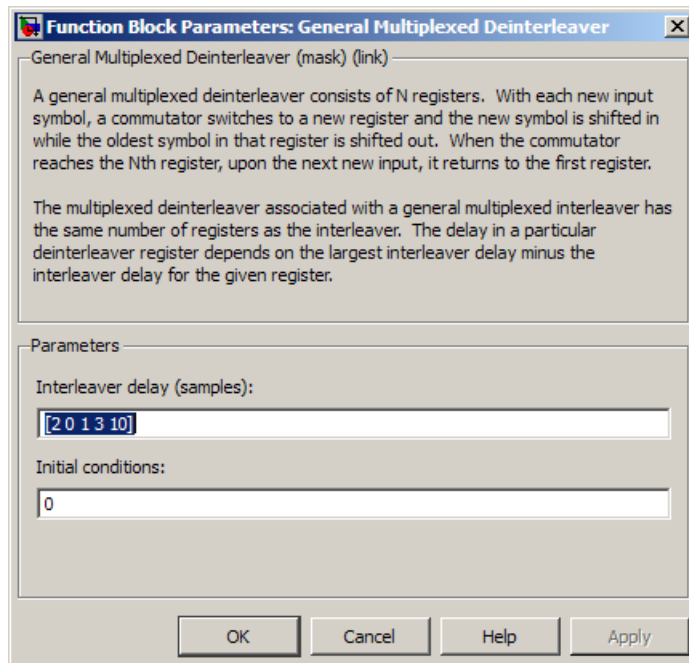 Function Block Parameters: General Multiplexed Deinterleaver
General Multiplexed Deinterleaver (mask) (link)
A general multiplexed deinterleaver consists of N registers. With each new input
symbol, a commutator switches to a new register and the new symbol is shifted in
while the oldest symbol in that register is shifted out. When the commutator
reaches the Nth register, upon the next new input, it returns to the first register.
The multiplexed deinterleaver associated with a general multiplexed interleaver has
the same number of registers as the interleaver. The delay in a particular
deinterleaver register depends on the largest interleaver delay minus the
interleaver delay for the given register.
Parameters
Interleaver delay (samples):
[2 0 1 3 10]
Initial conditions:
0
OK Cancel Help Apply